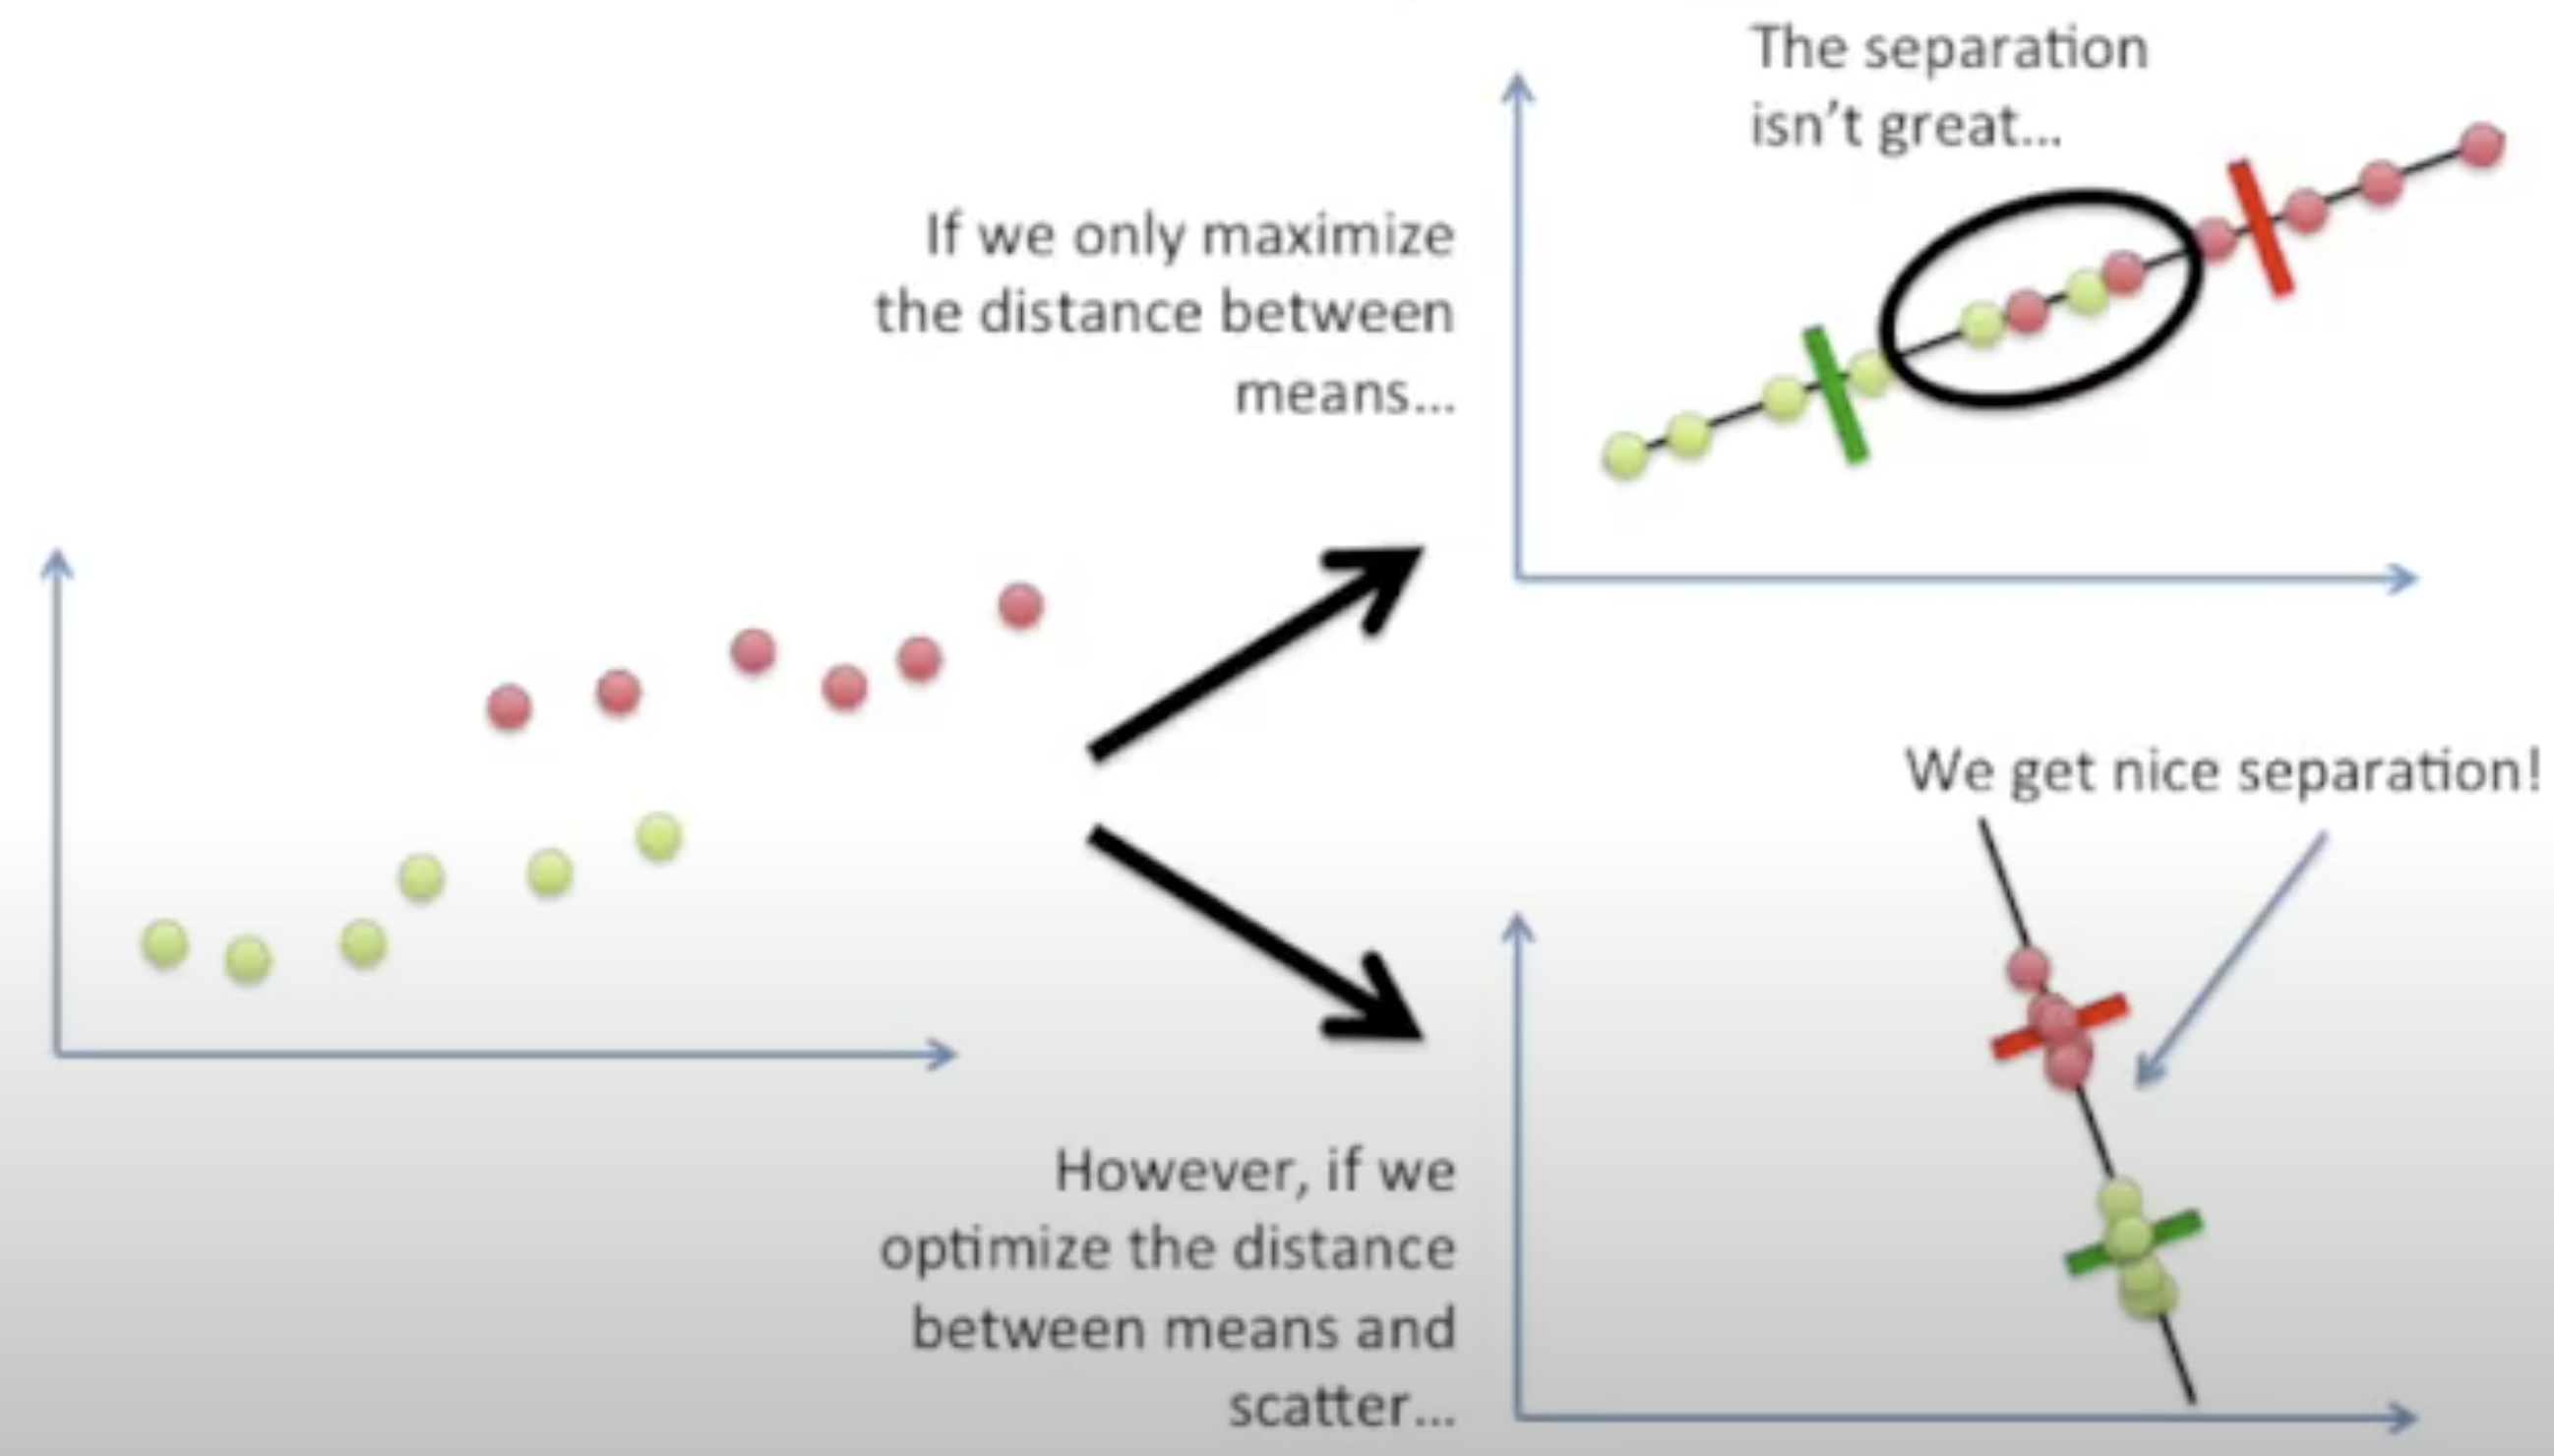 The separation
isn't great...
If we only maximize
the distance between
means...
We get nice separation!
However, if we
optimize the distance
between means and
scatter...